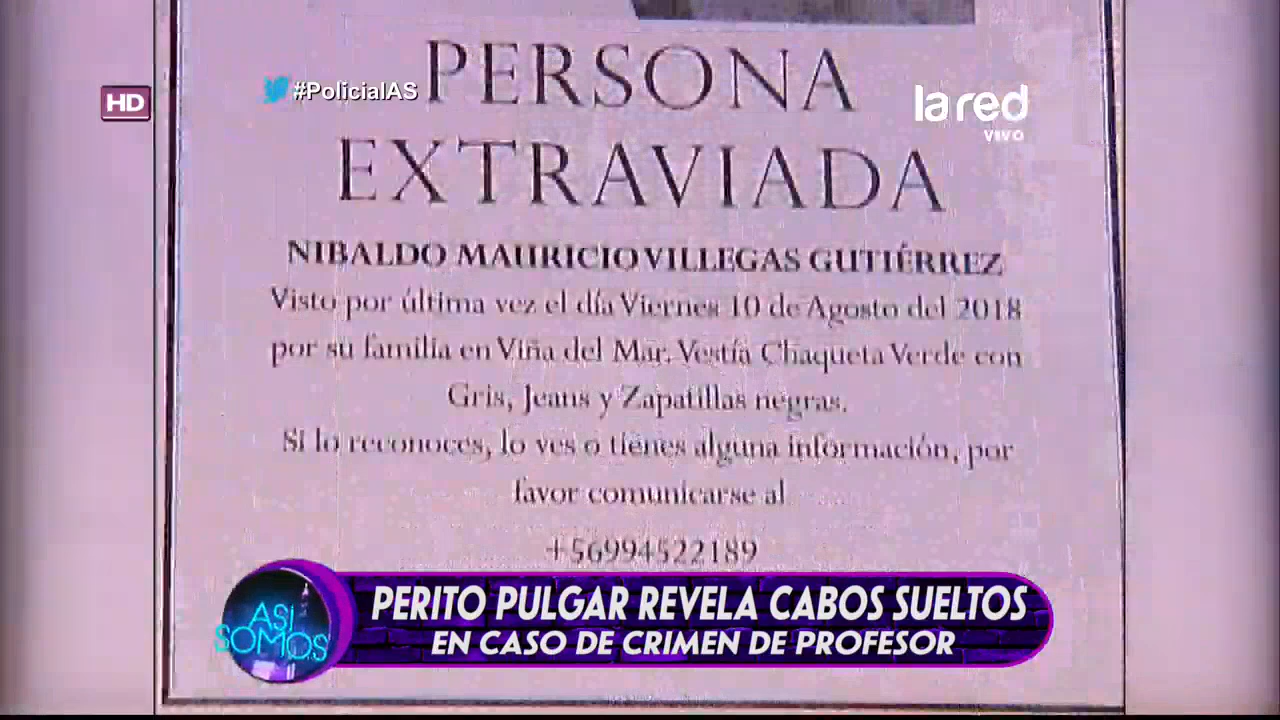 PERSONA
EXTRAVIADA
NIBALDO MAURICIO VILLEGAS GUTIÉRREZ
Visto por última vez el día Viernes 10 de Agosto del 2018
por su familia en Viña del Mar. Vestía Chaqueta Verde con
Gris, Jeans y Zapatillas negras.
Si lo reconoces, lo ves o tienes alguna información, por
favor comunicarse al
+56994522189
HD
#PolicialAS
lared
VIVO
ASI
SOMOS
PERITO PULGAR REVELA CABOS SUELTOS
EN CASO DE CRIMEN DE PROFESOR